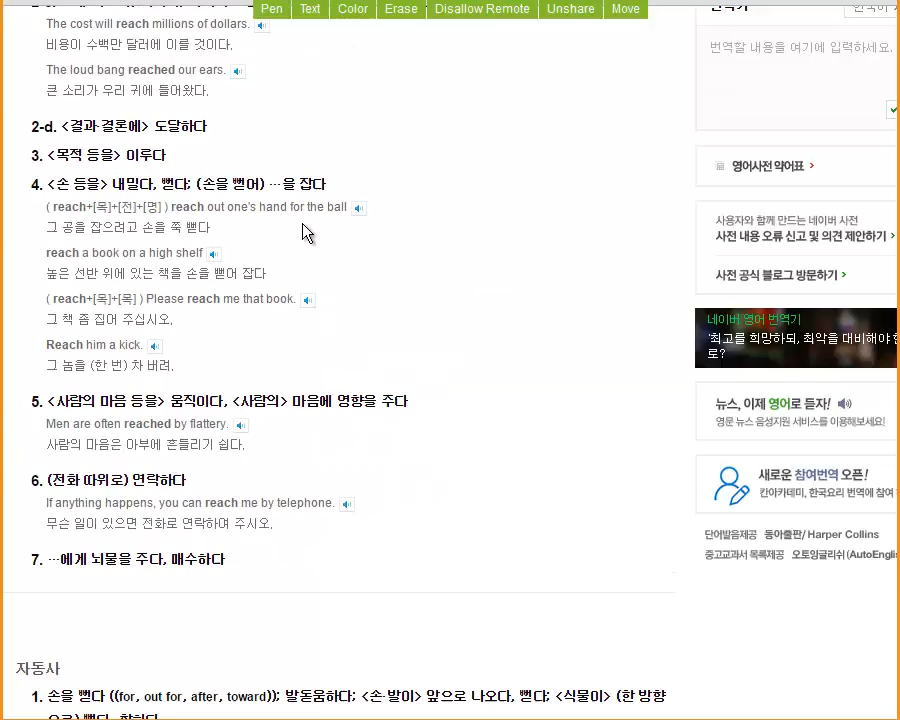 Pen Text Color Erase Disallow Remote Unshare Move
The cost will reach millions of dollars.
비용이 수백만 달러에 이를 것이다.
The loud bang reached our ears.
큰 소리가 우리 귀에 들어왔다.
2-d. <결과·결론에> 도달하다
3. <목적 등을> 이루다
4. <손 등을> 내밀다, 뻗다; (손을 뻗어) …을 잡다
( reach+[목]+[전]+[명] ) reach out one's hand for the ball
그 공을 잡으려고 손을 쭉 뻗다
reach a book on a high shelf
높은 선반 위에 있는 책을 손을 뻗어 잡다
( reach+[목]+[목] ) Please reach me that book.
그 책 좀 집어 주십시오.
Reach him a kick.
그 놈을 (한 번) 차 버려.
5. <사람의 마음 등을> 움직이다, <사람의> 마음에 영향을 주다
Men are often reached by flattery.
사람의 마음은 아부에 흔들리기 쉽다.
6. (전화 따위로) 연락하다
If anything happens, you can reach me by telephone.
무슨 일이 있으면 전화로 연락하여 주시오.
7. …에게 뇌물을 주다, 매수하다
자동사
1. 손을 뻗다 ((for, out for, after, toward)); 발돋움하다; <손·발이> 앞으로 나오다, 뻗다; <식물이> (한 방향
으로) 뻗다, 향하다
번역기
한국어
번역할 내용을 여기에 입력하세요.
영어사전 약어표
사용자와 함께 만드는 네이버 사전
사전 내용 오류 신고 및 의견 제안하기
사전 공식 블로그 방문하기
네이버 영어 번역기
'최고를 희망하되, 최악을 대비해야 한
로?
뉴스, 이제 영어로 듣자!
영문 뉴스 음성지원 서비스를 이용해보세요!
새로운 참여번역 오픈!
칸아카데미, 한국요리 번역에 참여
단어발음제공 동아출판/ Harper Collins
중고교과서 목록제공 오토잉글리쉬(AutoEngli